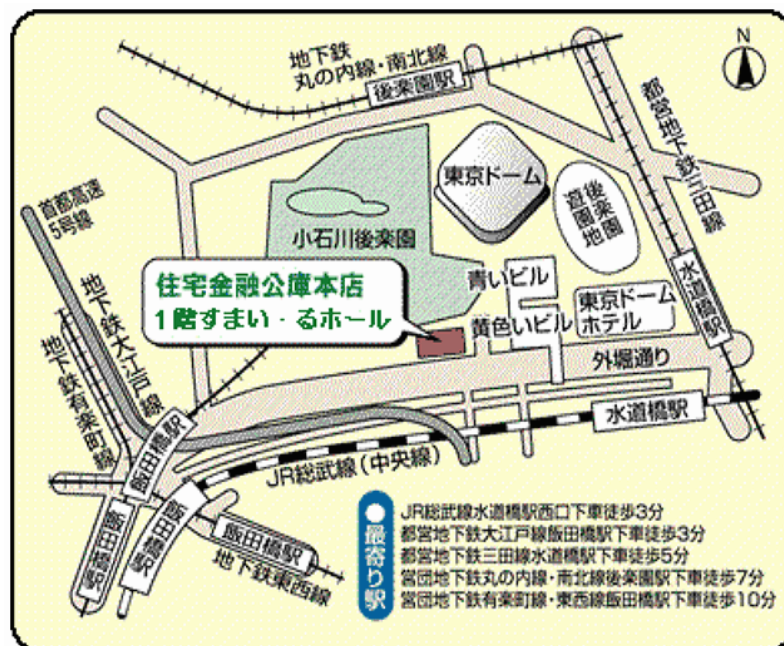 N
地下鉄
丸の内線・南北線
後楽園駅
都営地下鉄三田線
東京ドーム
後楽園
遊園地
首都高速
5号線
小石川後楽園
住宅金融公庫本店
1階すまい・るホール
青いビル
黄色いビル
東京ドーム
ホテル
水道橋駅
外堀通り
地下鉄大江戸線
地下鉄有楽町線
飯田橋駅
水道橋駅
JR総武線(中央線)
飯田橋駅
飯田橋駅
飯田橋駅
地下鉄東西線
最寄り駅
JR総武線水道橋駅西口下車徒歩3分
都営地下鉄大江戸線飯田橋駅下車徒歩3分
都営地下鉄三田線水道橋駅下車徒歩5分
営団地下鉄丸の内線・南北線後楽園駅下車徒歩7分
営団地下鉄有楽町線・東西線飯田橋駅下車徒歩10分